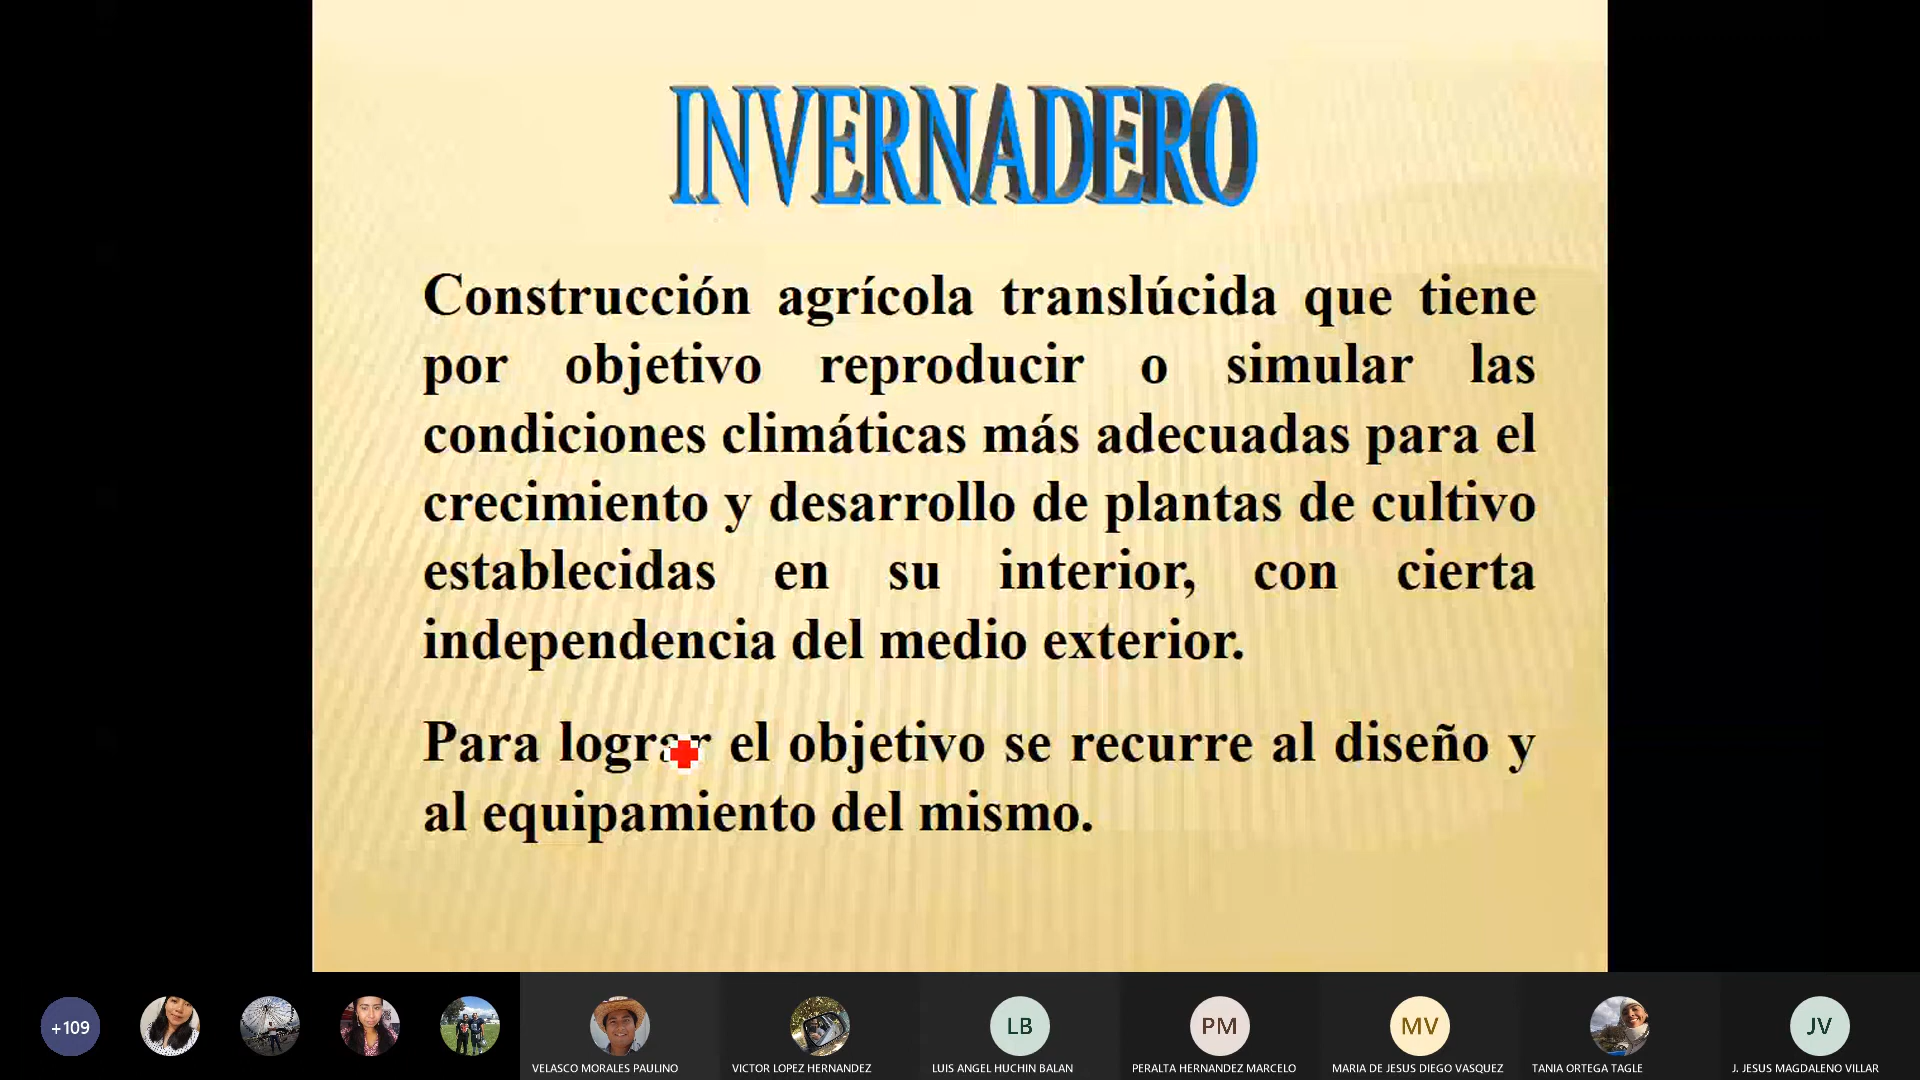 INVERNADERO
Construcción agrícola translúcida que tiene
por objetivo reproducir o simular las
condiciones climáticas más adecuadas para el
crecimiento y desarrollo de plantas de cultivo
establecidas en su interior, con cierta
independencia del medio exterior.
Para lograr el objetivo se recurre al diseño y
al equipamiento del mismo.
+109
LB
PM
MV
JV
VELASCO MORALES PAULINO
VICTOR LOPEZ HERNANDEZ
LUIS ANGEL HUCHIN BALAN
PERALTA HERNANDEZ MARCELO
MARIA DE JESUS DIEGO VASQUEZ
TANIA ORTEGA TAGLE
J. JESUS MAGDALENO VILLAR